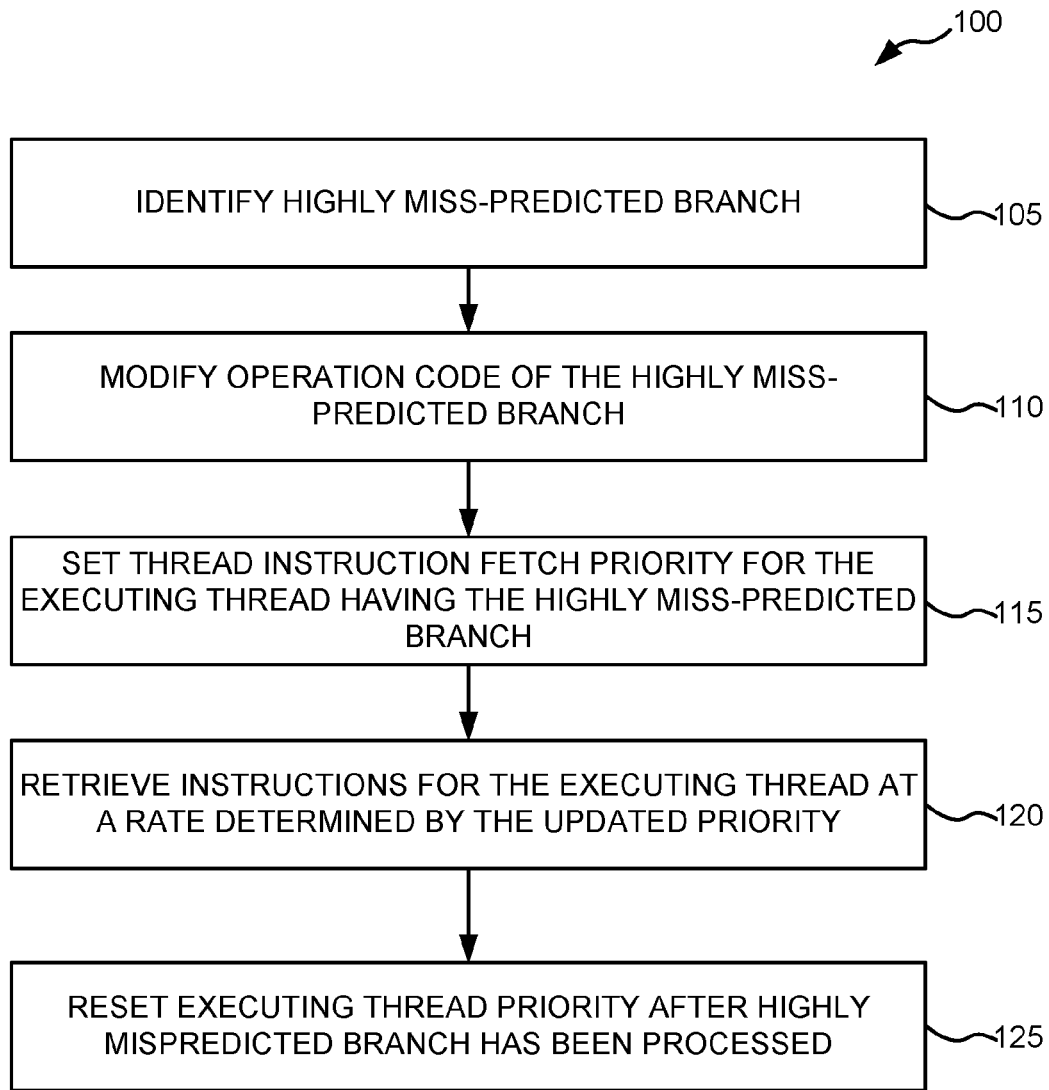 100
IDENTIFY HIGHLY MISS-PREDICTED BRANCH
105
MODIFY OPERATION CODE OF THE HIGHLY MISS-
PREDICTED BRANCH
110
SET THREAD INSTRUCTION FETCH PRIORITY FOR THE
EXECUTING THREAD HAVING THE HIGHLY MISS-PREDICTED
BRANCH
115
RETRIEVE INSTRUCTIONS FOR THE EXECUTING THREAD AT
A RATE DETERMINED BY THE UPDATED PRIORITY
120
RESET EXECUTING THREAD PRIORITY AFTER HIGHLY
MISPREDICTED BRANCH HAS BEEN PROCESSED
125